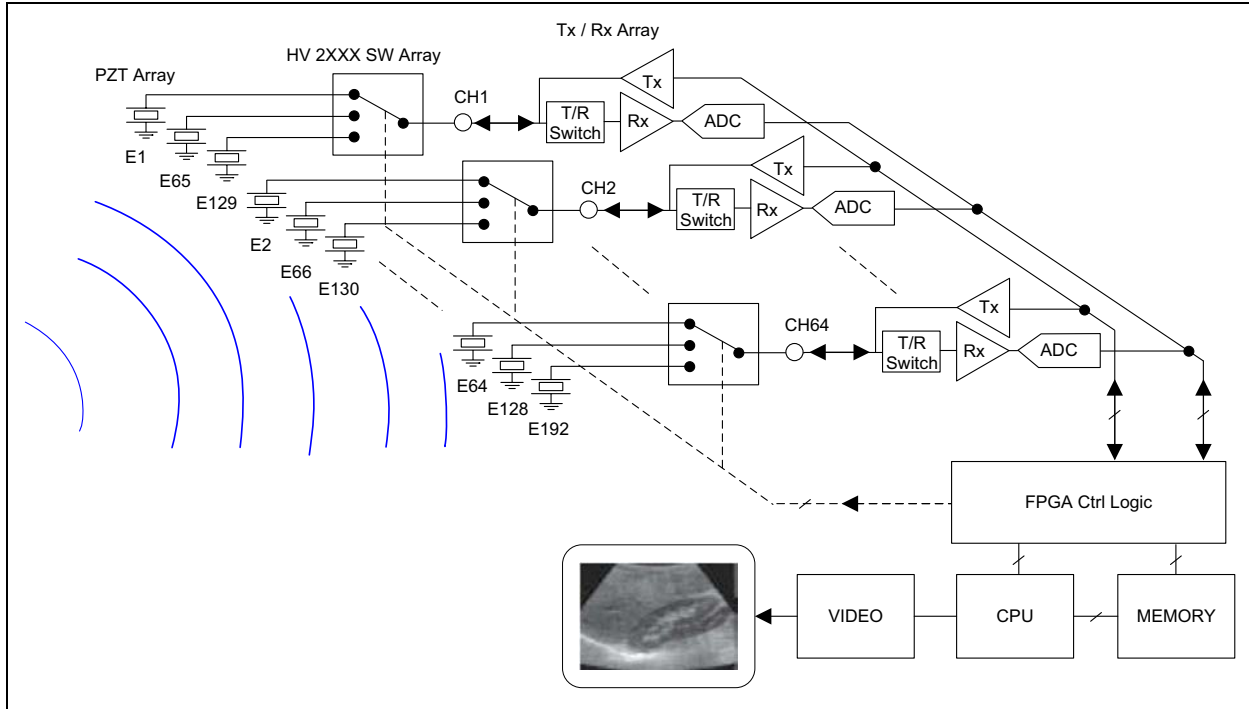 Tx / Rx Array
HV 2XXX SW Array
PZT Array
CH1
Tx
T/R
Switch
Rx
ADC
E1
E65
E129
CH2
Tx
T/R
Switch
Rx
ADC
E2
E66
E130
CH64
Tx
T/R
Switch
Rx
ADC
E64
E128
E192
FPGA Ctrl Logic
VIDEO
CPU
MEMORY